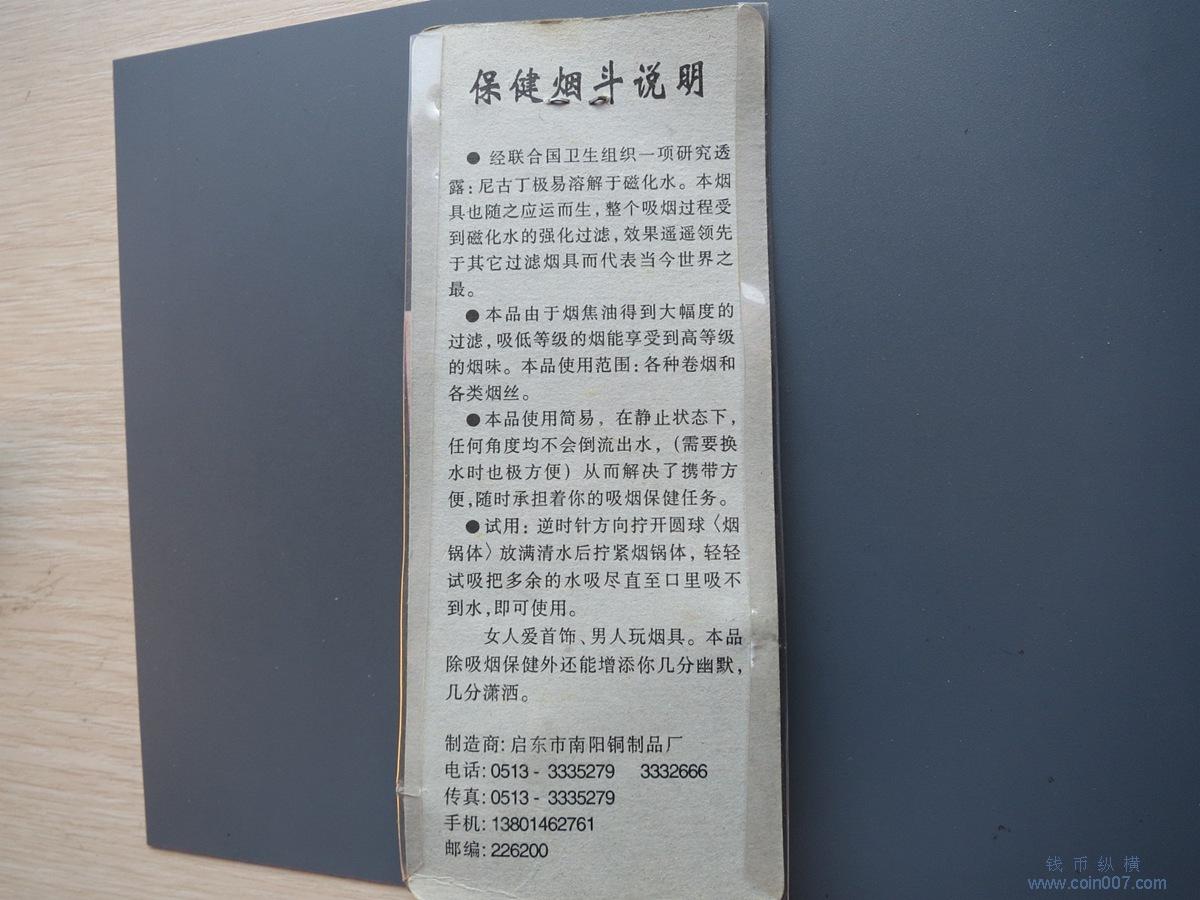 保健烟斗说明
● 经联合国卫生组织一项研究透
露:尼古丁极易溶解于磁化水。本烟
具也随之应运而生,整个吸烟过程受
到磁化水的强化过滤,效果遥遥领先
于其它过滤烟具而代表当今世界之
最。
●本品由于烟焦油得到大幅度的
过滤,吸低等级的烟能享受到高等级
的烟味。本品使用范围:各种卷烟和
各类烟丝。
●本品使用简易, 在静止状态下,
任何角度均不会倒流出水, (需要换
水时也极方便) 从而解决了携带方
便,随时承担着你的吸烟保健任务。
●试用: 逆时针方向拧开圆球〈烟
锅体〉放满清水后拧紧烟锅体, 轻轻
试吸把多余的水吸尽直至口里吸不
到水,即可使用。
女人爱首饰、男人玩烟具。本品
除吸烟保健外还能增添你几分幽默,
几分潇洒。
制造商: 启东市南阳铜制品厂
电话: 0513 - 3335279 3332666
传真: 0513 - 3335279
手机: 13801462761
邮编: 226200
钱币纵横
www.coin007.com